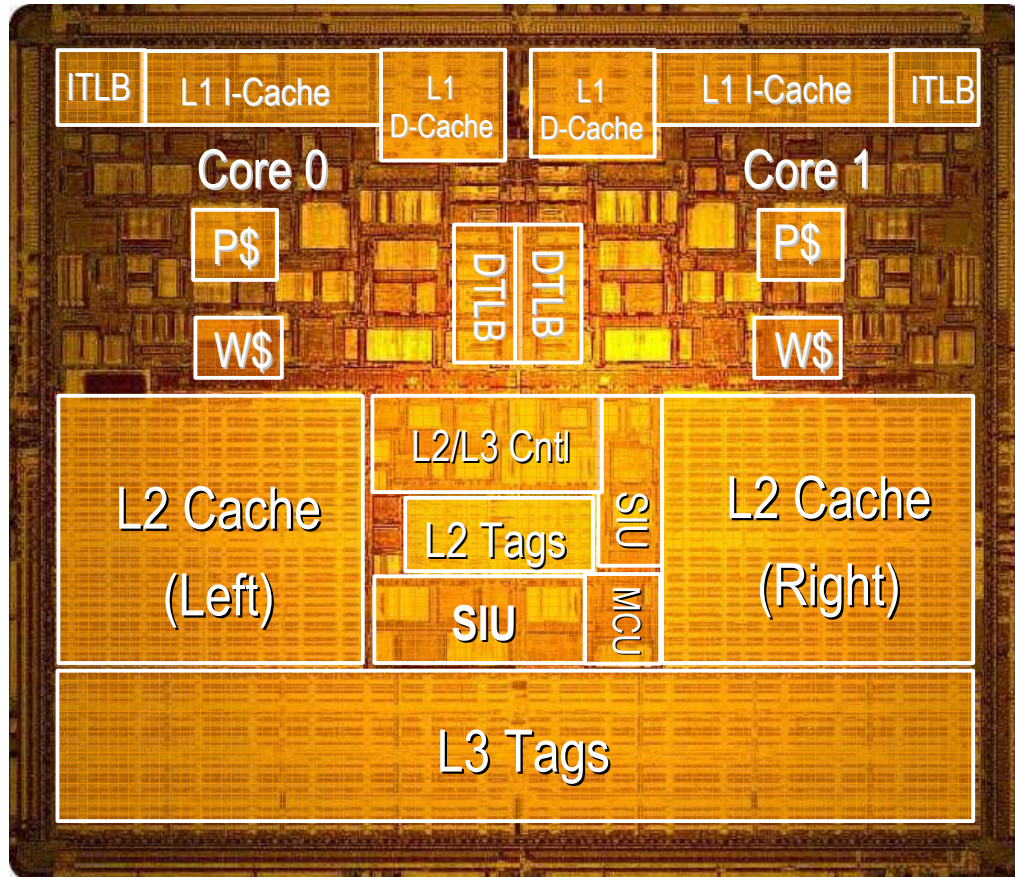 ITLB
L1 I-Cache
L1
D-Cache
L1
D-Cache
L1 I-Cache
ITLB
Core 0
Core 1
P$
P$
DTLB
DTLB
W$
W$
L2/L3 Cntl
L2 Cache
(Left)
L2 Tags
SIU
L2 Cache
(Right)
SIU
MCU
L3 Tags